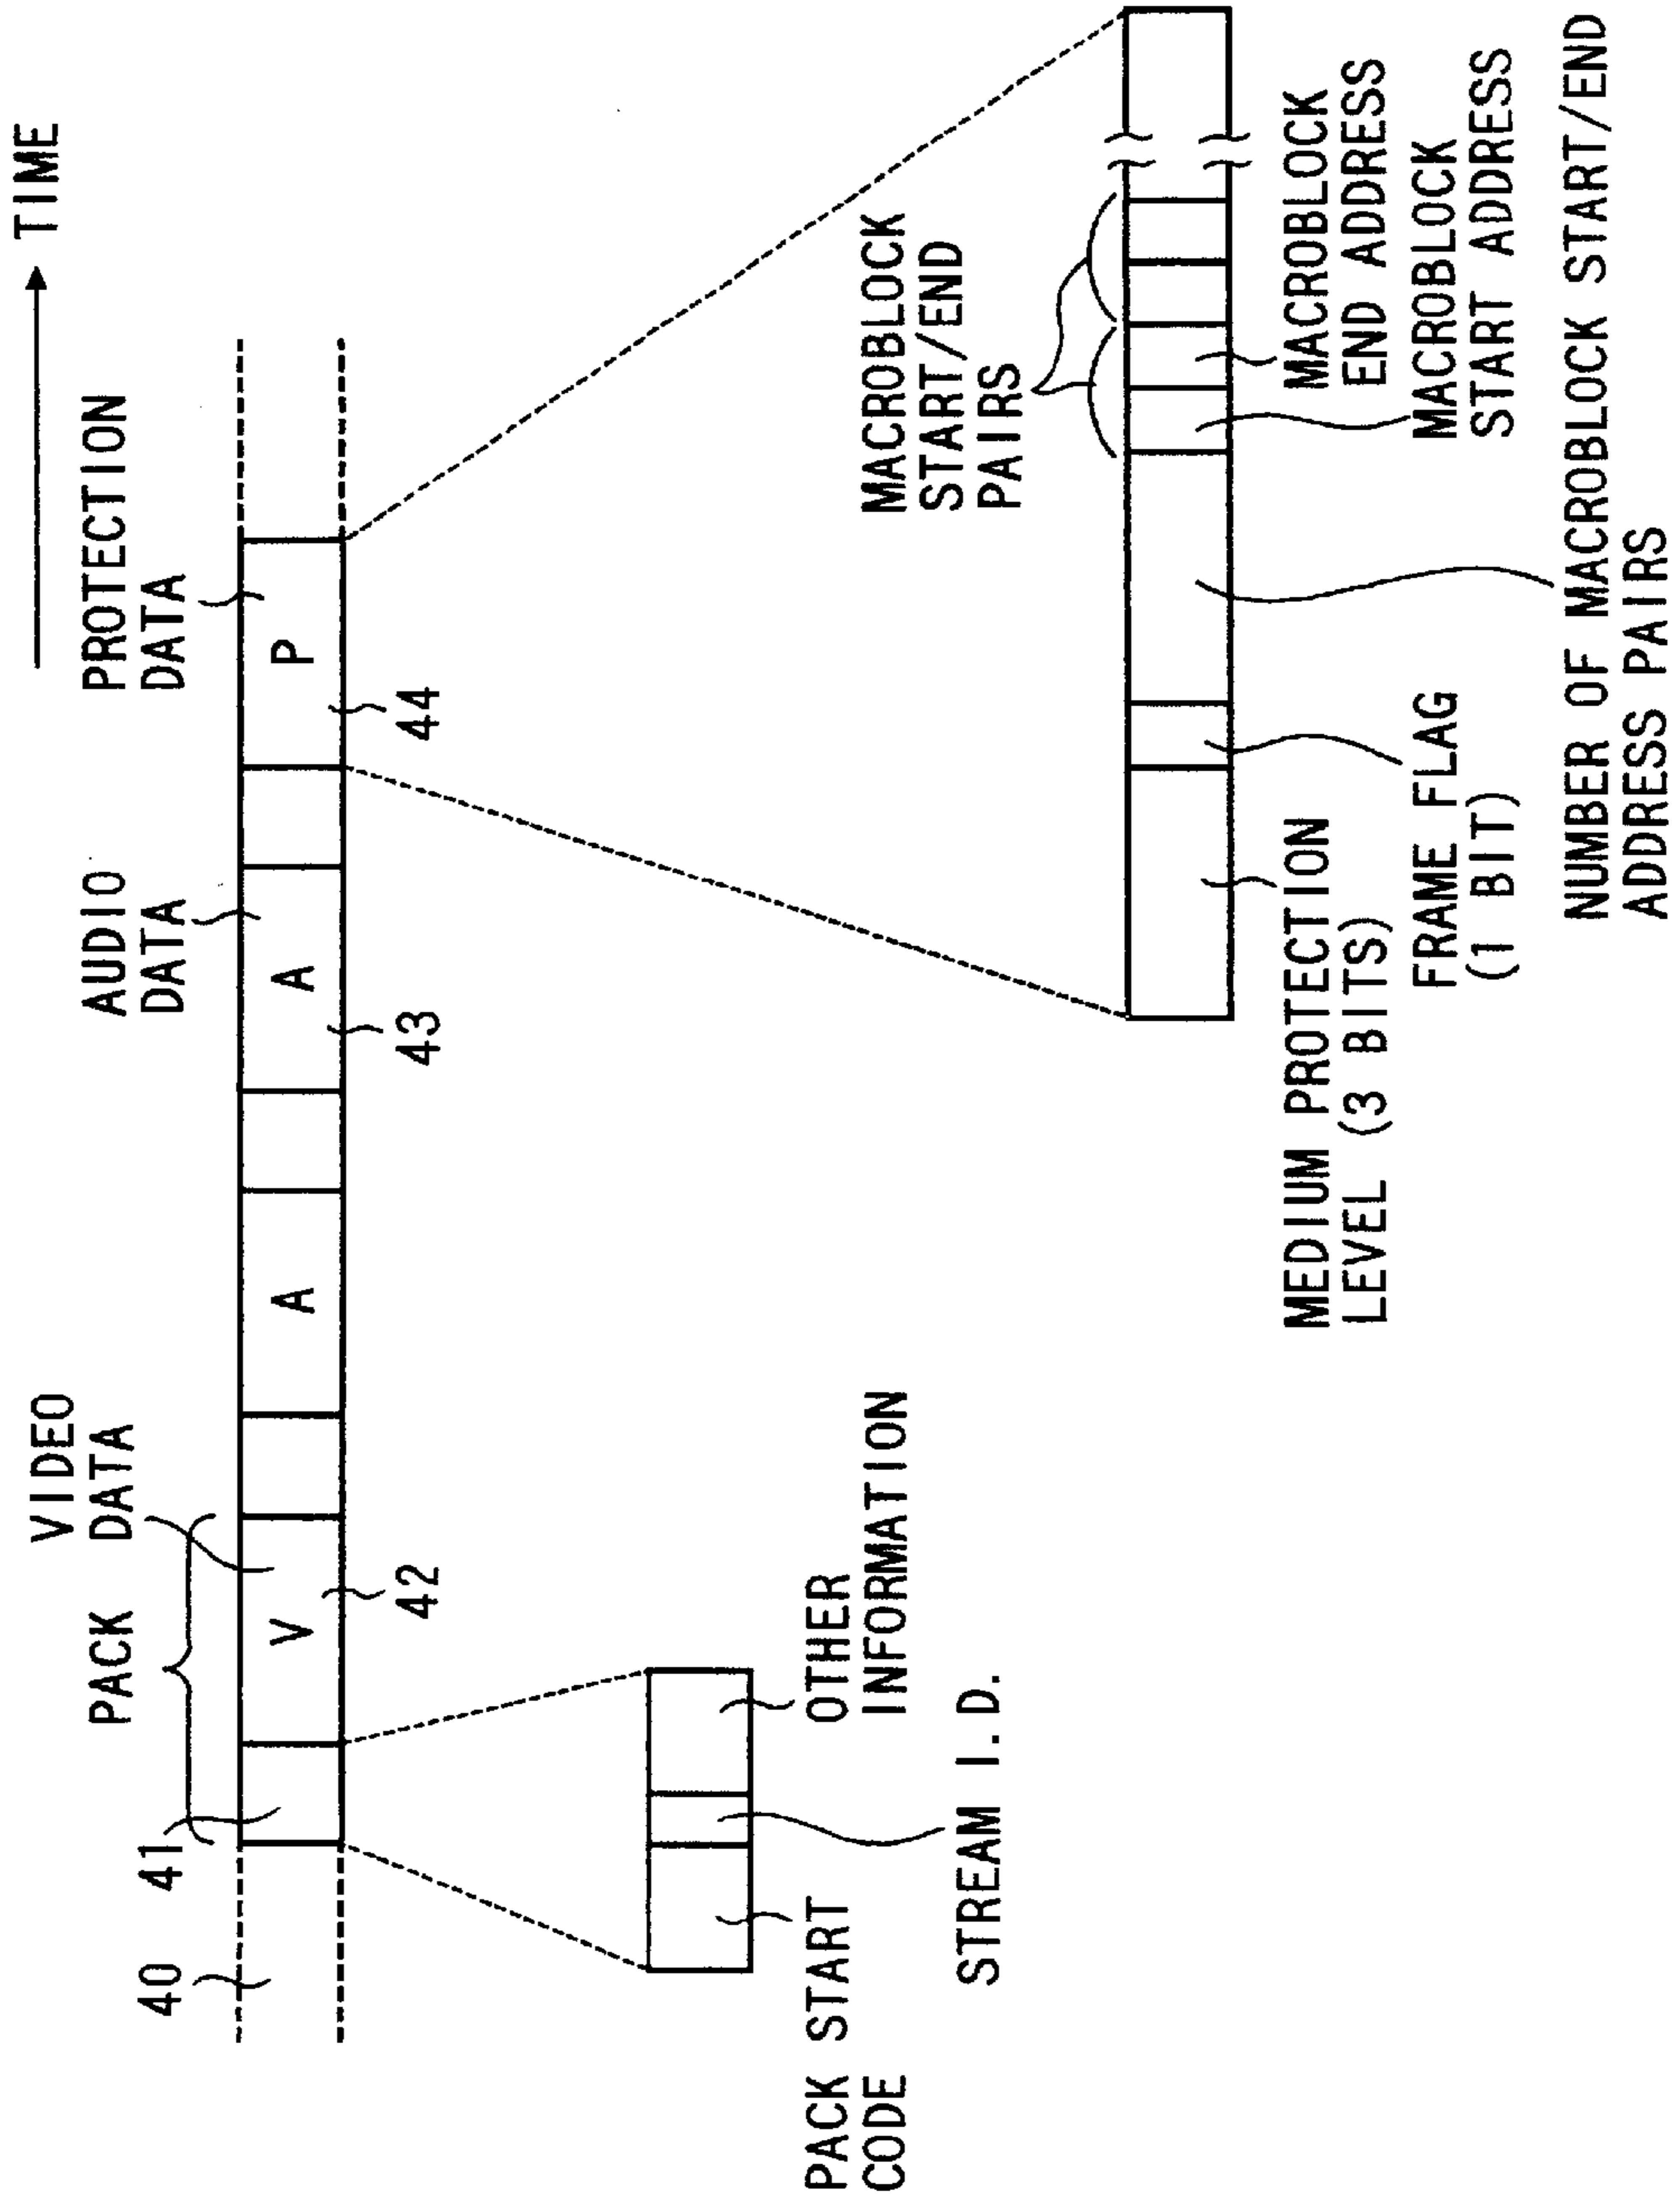 TIME
VIDEO
DATA
PACK
AUDIO
DATA
PROTECTION
DATA
40
41
V
A
A
P
42
43
44
PACK START
CODE
STREAM I.D.
OTHER
INFORMATION
MACROBLOCK
START/END
PAIRS
MEDIUM PROTECTION
LEVEL (3 BITS)
FRAME FLAG
(1 BIT)
MACROBLOCK
END ADDRESS
MACROBLOCK
START ADDRESS
NUMBER OF MACROBLOCK START/END
ADDRESS PAIRS